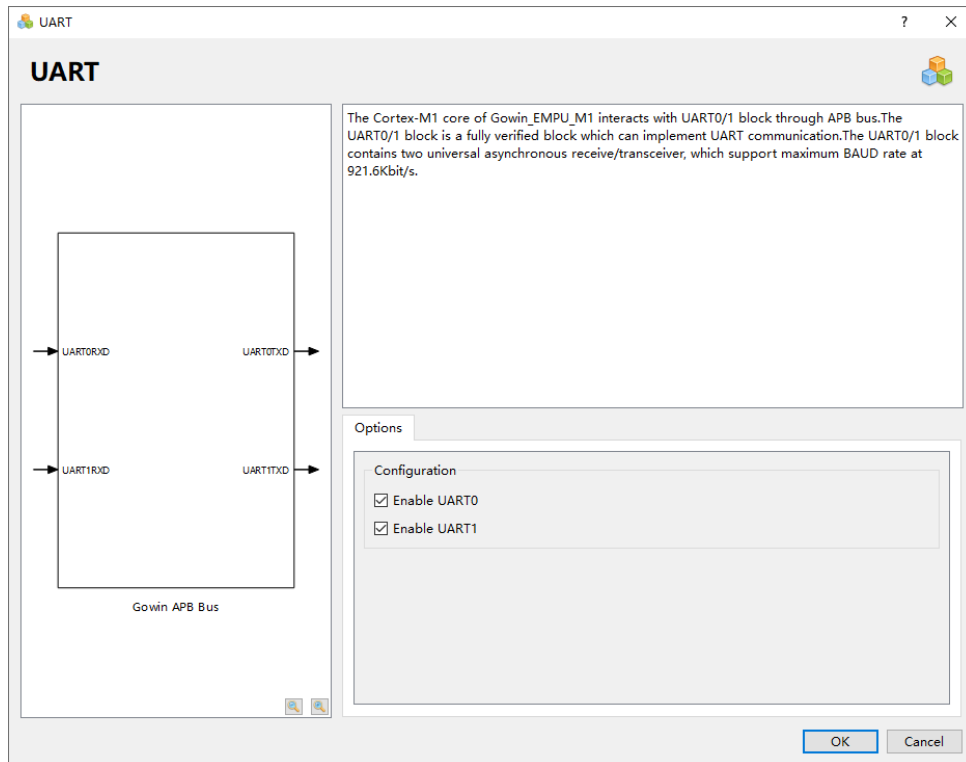 UART
?
UART
The Cortex-M1 core of Gowin_EMPU_M1 interacts with UART0/1 block through APB bus.The
UART0/1 block is a fully verified block which can implement UART communication.The UART0/1 block
contains two universal asynchronous receive/transceiver, which support maximum BAUD rate at
921.6Kbit/s.
UART0RXD UART0TXD
UART1RXD UART1TXD
Gowin APB Bus
Options
Configuration
Enable UART0
Enable UART1
OK Cancel